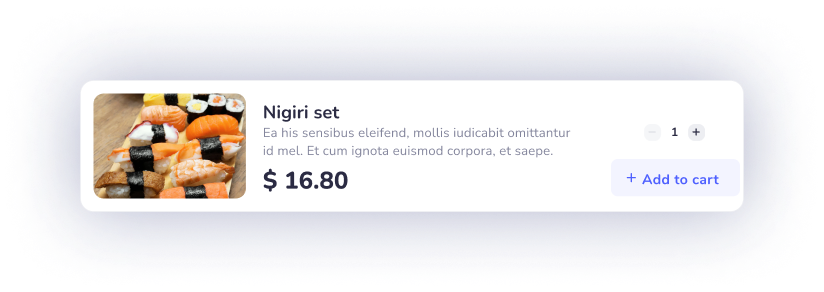 Nigiri set
Ea his sensibus eleifend, mollis iudicabit omittantur
id mel. Et cum ignota euismod corpora, et saepe.
$ 16.80
− 1 +
+ Add to cart